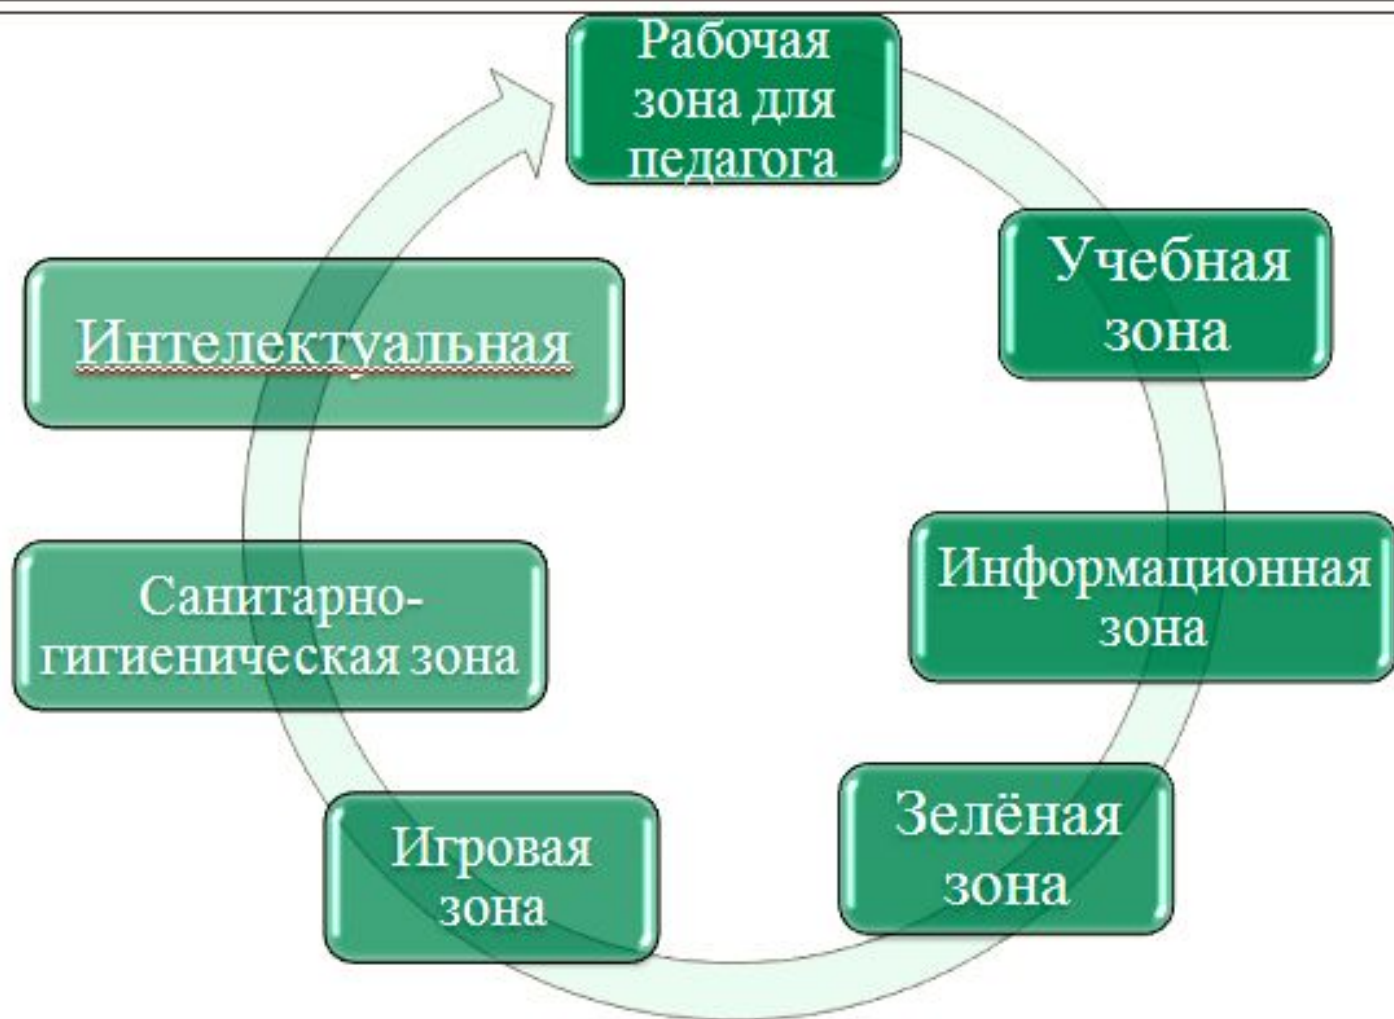 Рабочая
зона для
педагога
Учебная
зона
Информационная
зона
Зелёная
зона
Игровая
зона
Санитарно-
гигиеническая зона
Интелектуальная